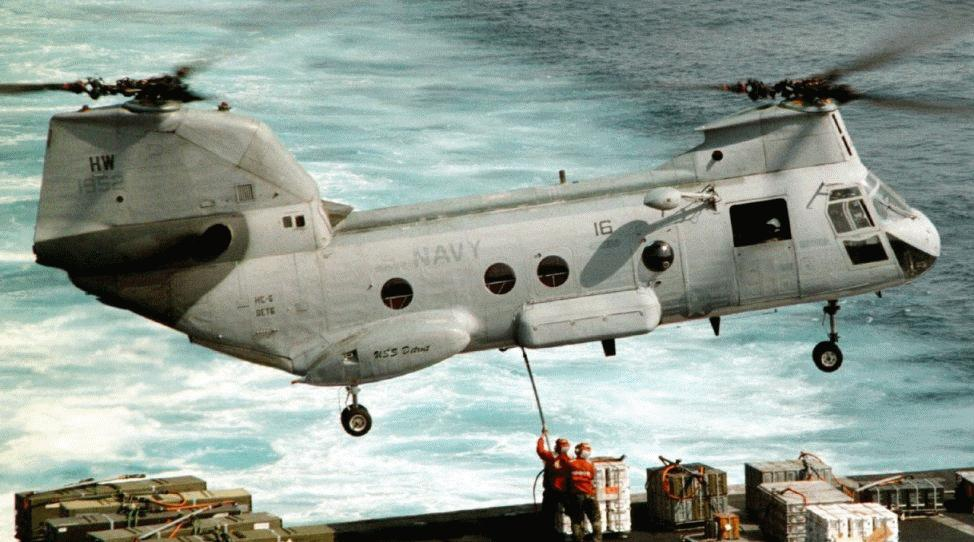 HW
16
NAVY
HC-6
DET6
USS Detroit